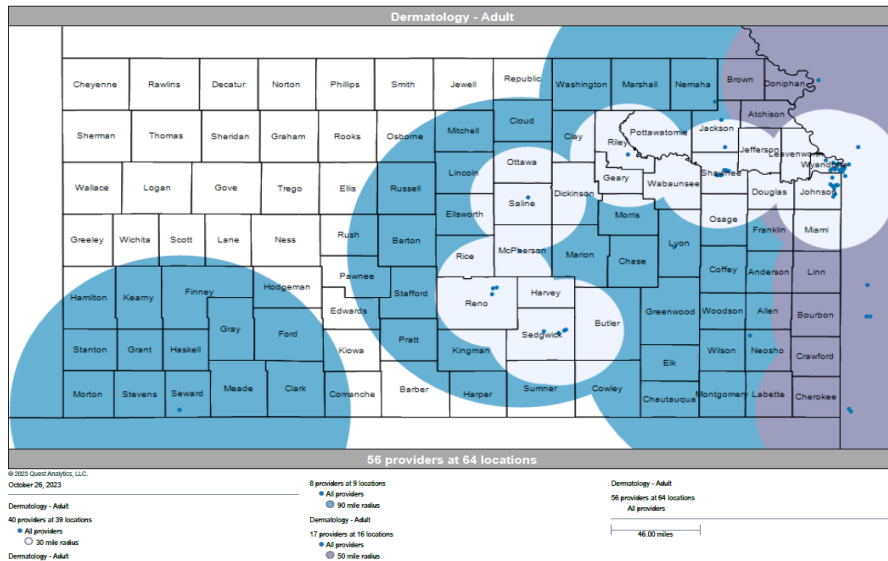 Dermatology - Adult
Cheyenne Rawlins Decatur Norton Phillips Smith Jewell Republic Washington Marshall Nemaha Brown Doniphan
Sherman Thomas Sheridan Graham Rooks Osborne Mitchell Cloud Clay Riley Pottawatomie Jackson Atchison
Jefferson Leavenworth Wyandotte
Wallace Logan Gove Trego Ellis Russell Lincoln Ottawa Geary Wabaunsee Shawnee Douglas Johnson
Ellsworth Saline Dickinson Morris Osage Franklin Miami
Greeley Wichita Scott Lane Ness Rush Barton Rice McPherson Marion Chase Lyon Coffey Anderson Linn
Hamilton Kearny Finney Hodgeman Pawnee Stafford Reno Harvey Butler Greenwood Woodson Allen Bourbon
Gray Ford Edwards Sedgwick
Stanton Grant Haskell Kiowa Pratt Kingman Elk Wilson Neosho Crawford
Morton Stevens Seward Meade Clark Comanche Barber Harper Sumner Cowley Chautauqua Montgomery Labette Cherokee
56 providers at 64 locations
© 2023 Quest Analytics, LLC.
October 26, 2023
Dermatology - Adult
40 providers at 39 locations
All providers
30 mile radius
Dermatology - Adult
8 providers at 9 locations
All providers
90 mile radius
Dermatology - Adult
17 providers at 16 locations
All providers
50 mile radius
Dermatology - Adult
56 providers at 64 locations
All providers
46.00 miles